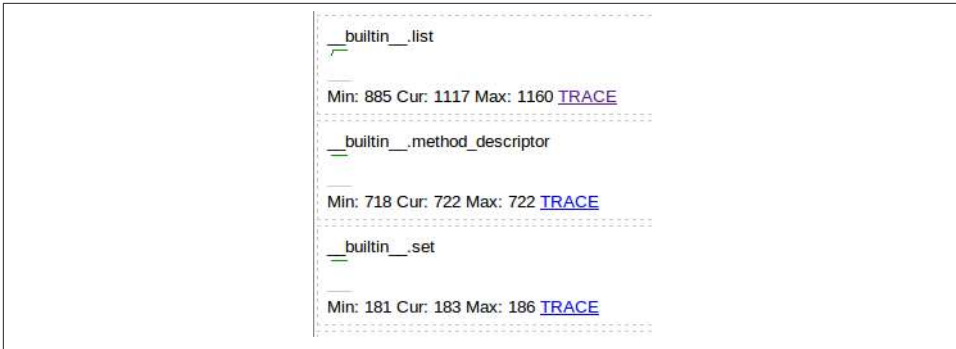 __builtin__.list
Min: 885 Cur: 1117 Max: 1160 TRACE
__builtin__.method_descriptor
Min: 718 Cur: 722 Max: 722 TRACE
__builtin__.set
Min: 181 Cur: 183 Max: 186 TRACE